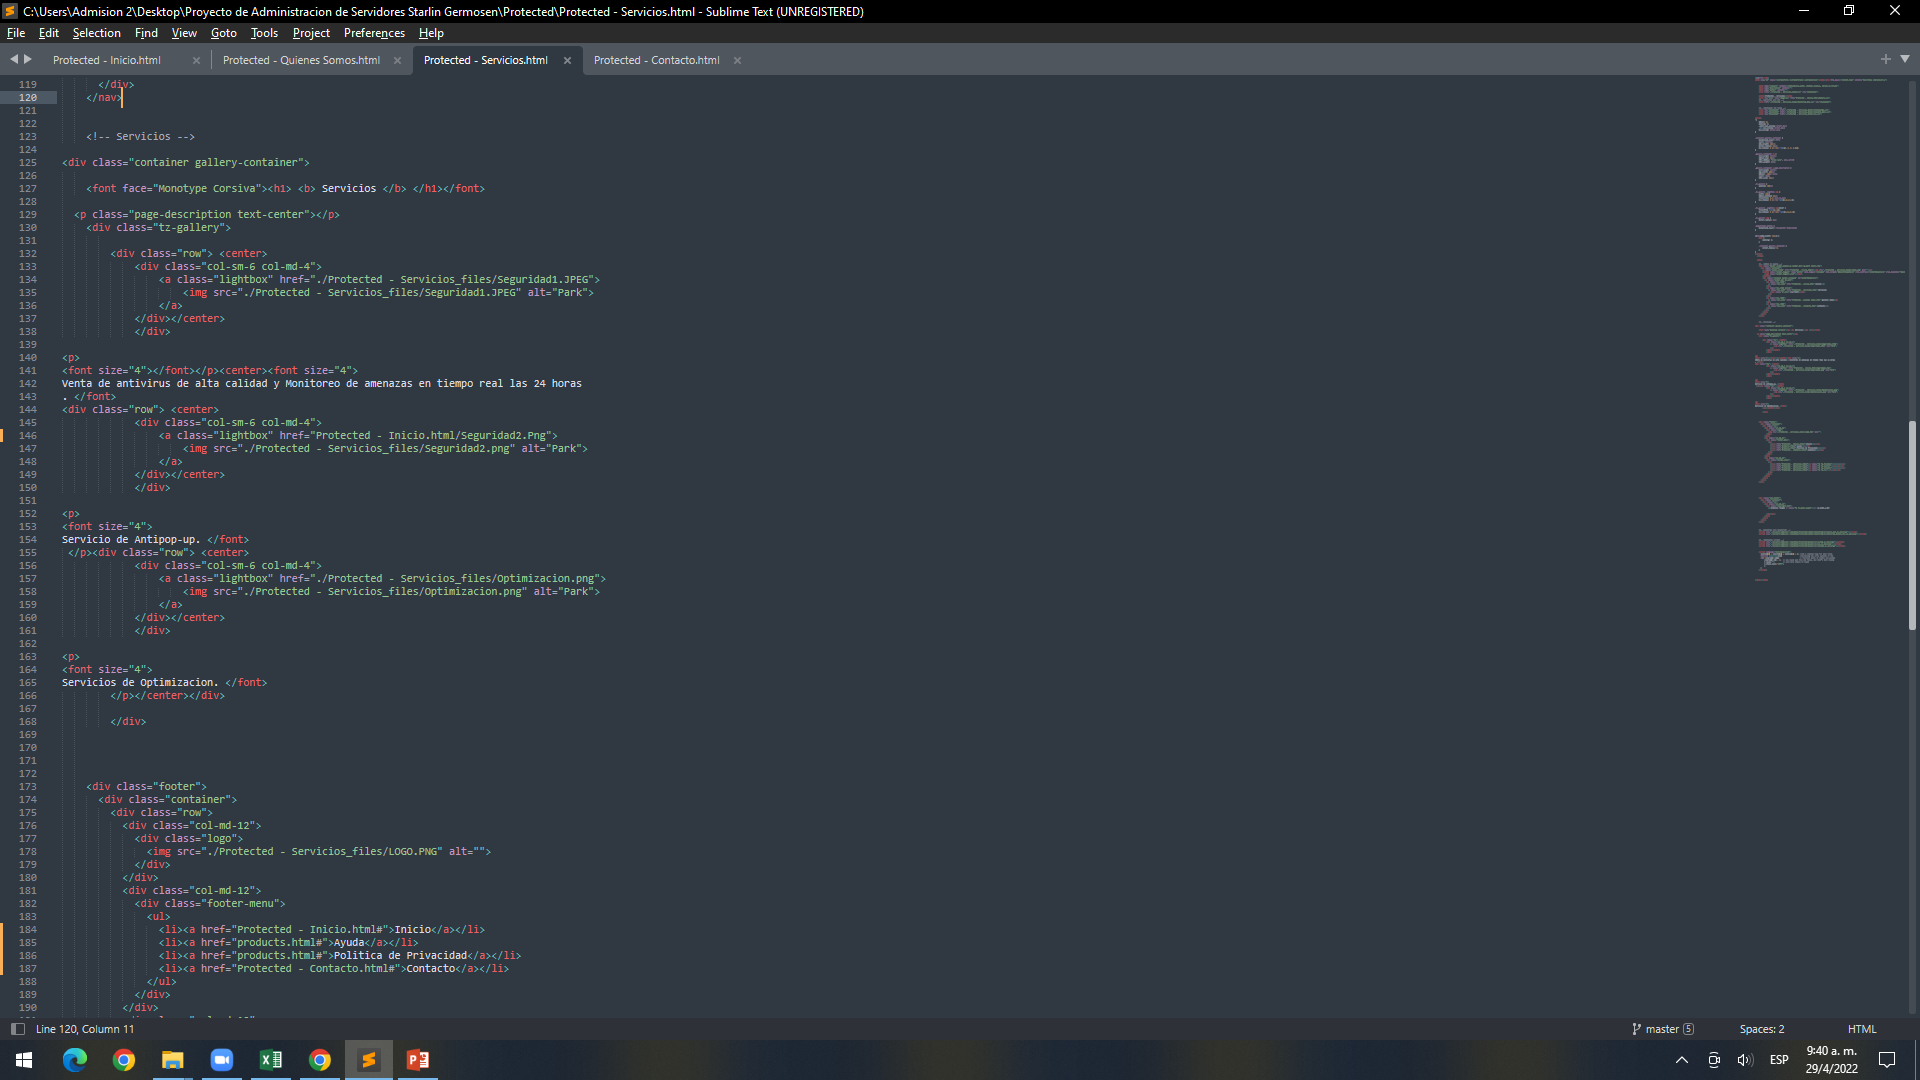 C:\Users\Admision 2\Desktop\Proyecto de Administracion de Servidores Starlin Germosen\Protected\Protected - Servicios.html - Sublime Text (UNREGISTERED)
File Edit Selection Find View Goto Tools Project Preferences Help
Protected - Inicio.html × Protected - Quienes Somos.html × Protected - Servicios.html × Protected - Contacto.html ×
119 </div>
120 </nav>
121
122
123 <!-- Servicios -->
124
125 <div class="container gallery-container">
126
127 <font face="Monotype Corsiva"><h1> <b> Servicios </b> </h1></font>
128
129 <p class="page-description text-center"></p>
130 <div class="tz-gallery">
131
132 <div class="row"> <center>
133 <div class="col-sm-6 col-md-4">
134 <a class="lightbox" href="./Protected - Servicios_files/Seguridad1.JPEG">
135 <img src="./Protected - Servicios_files/Seguridad1.JPEG" alt="Park">
136 </a>
137 </div></center>
138 </div>
139
140 <p>
141 <font size="4"></font></p><center><font size="4">
142 Venta de antivirus de alta calidad y Monitoreo de amenazas en tiempo real las 24 horas
143 . </font>
144 <div class="row"> <center>
145 <div class="col-sm-6 col-md-4">
146 <a class="lightbox" href="Protected - Inicio.html/Seguridad2.Png">
147 <img src="./Protected - Servicios_files/Seguridad2.png" alt="Park">
148 </a>
149 </div></center>
150 </div>
151
152 <p>
153 <font size="4">
154 Servicio de Antipop-up. </font>
155 </p><div class="row"> <center>
156 <div class="col-sm-6 col-md-4">
157 <a class="lightbox" href="./Protected - Servicios_files/Optimizacion.png">
158 <img src="./Protected - Servicios_files/Optimizacion.png" alt="Park">
159 </a>
160 </div></center>
161 </div>
162
163 <p>
164 <font size="4">
165 Servicios de Optimizacion. </font>
166 </p></center></div>
167
168 </div>
169
170
171
172
173 <div class="footer">
174 <div class="container">
175 <div class="row">
176 <div class="col-md-12">
177 <div class="logo">
178 <img src="./Protected - Servicios_files/LOGO.PNG" alt="">
179 </div>
180 </div>
181 <div class="col-md-12">
182 <div class="footer-menu">
183 <ul>
184 <li><a href="Protected - Inicio.html#">Inicio</a></li>
185 <li><a href="products.html#">Ayuda</a></li>
186 <li><a href="products.html#">Politica de Privacidad</a></li>
187 <li><a href="Protected - Contacto.html#">Contacto</a></li>
188 </ul>
189 </div>
190 </div>
Line 120, Column 11 master 5 Spaces: 2 HTML
ESP 9:40 a. m.
29/4/2022